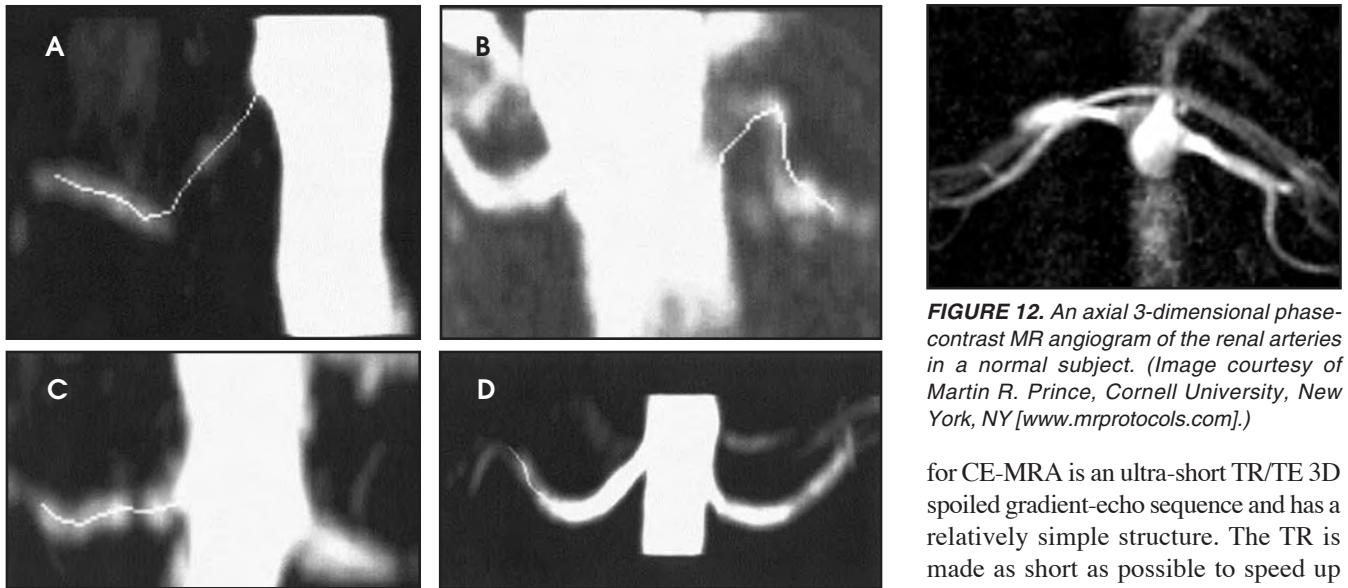 A
B
C
D
FIGURE 12. An axial 3-dimensional phase-
contrast MR angiogram of the renal arteries
in a normal subject. (Image courtesy of
Martin R. Prince, Cornell University, New
York, NY [www.mrprotocols.com].)
for CE-MRA is an ultra-short TR/TE 3D
spoiled gradient-echo sequence and has a
relatively simple structure. The TR is
made as short as possible to speed up